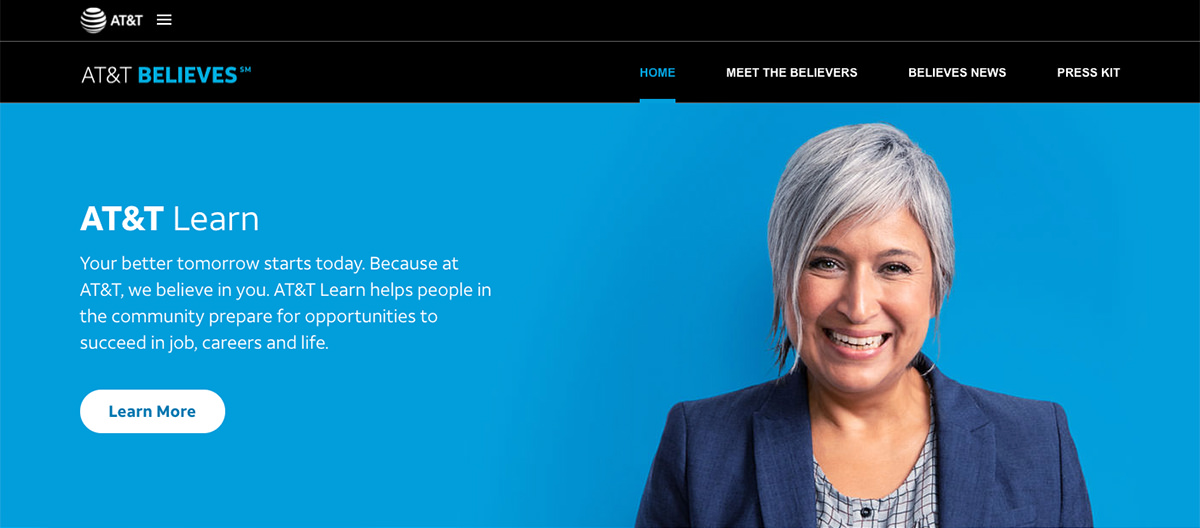 AT&T
AT&T BELIEVES℠
HOME
MEET THE BELIEVERS
BELIEVES NEWS
PRESS KIT
AT&T Learn
Your better tomorrow starts today. Because at
AT&T, we believe in you. AT&T Learn helps people in
the community prepare for opportunities to
succeed in job, careers and life.
Learn More